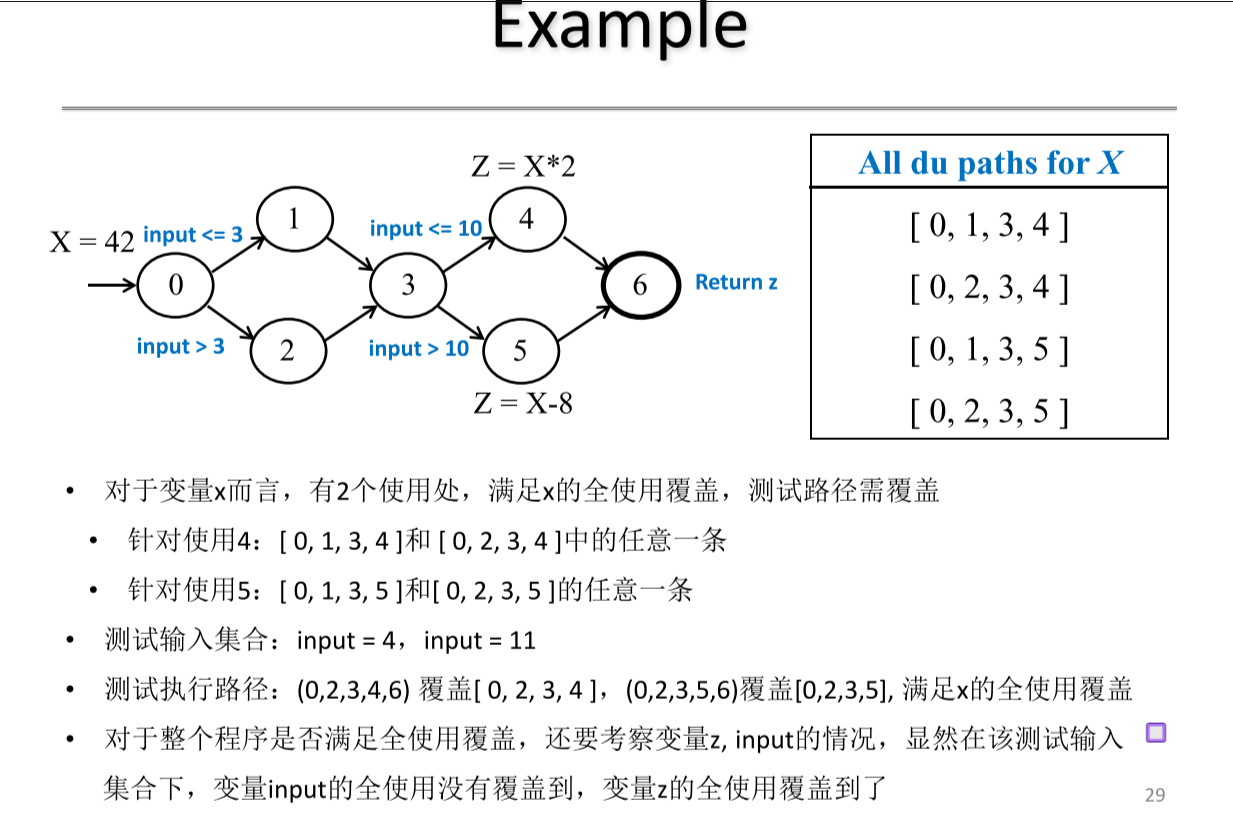 Example
Z = X*2
All du paths for X
1
4
input <= 3
input <= 10
X = 42
[ 0, 1, 3, 4 ]
0
3
6
Return z
[ 0, 2, 3, 4 ]
input > 3
2
input > 10
5
[ 0, 1, 3, 5 ]
Z = X-8
[ 0, 2, 3, 5 ]
• 对于变量x而言，有2个使用处，满足x的全使用覆盖，测试路径需覆盖
• 针对使用4：[ 0, 1, 3, 4 ]和 [ 0, 2, 3, 4 ]中的任意一条
• 针对使用5：[ 0, 1, 3, 5 ]和[ 0, 2, 3, 5 ]的任意一条
• 测试输入集合：input = 4，input = 11
• 测试执行路径：(0,2,3,4,6) 覆盖[ 0, 2, 3, 4 ]，(0,2,3,5,6)覆盖[0,2,3,5], 满足x的全使用覆盖
• 对于整个程序是否满足全使用覆盖，还要考察变量z, input的情况，显然在该测试输入
集合下，变量input的全使用没有覆盖到，变量z的全使用覆盖到了
29